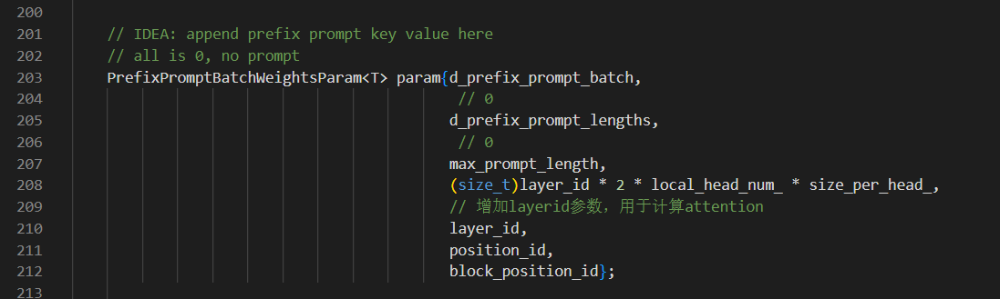 200
201 // IDEA: append prefix prompt key value here
202 // all is 0, no prompt
203 PrefixPromptBatchWeightsParam<T> param{d_prefix_prompt_batch,
204 // 0
205 d_prefix_prompt_lengths,
206 // 0
207 max_prompt_length,
208 (size_t)layer_id * 2 * local_head_num_ * size_per_head_,
209 // 增加layerid参数，用于计算attention
210 layer_id,
211 position_id,
212 block_position_id};
213